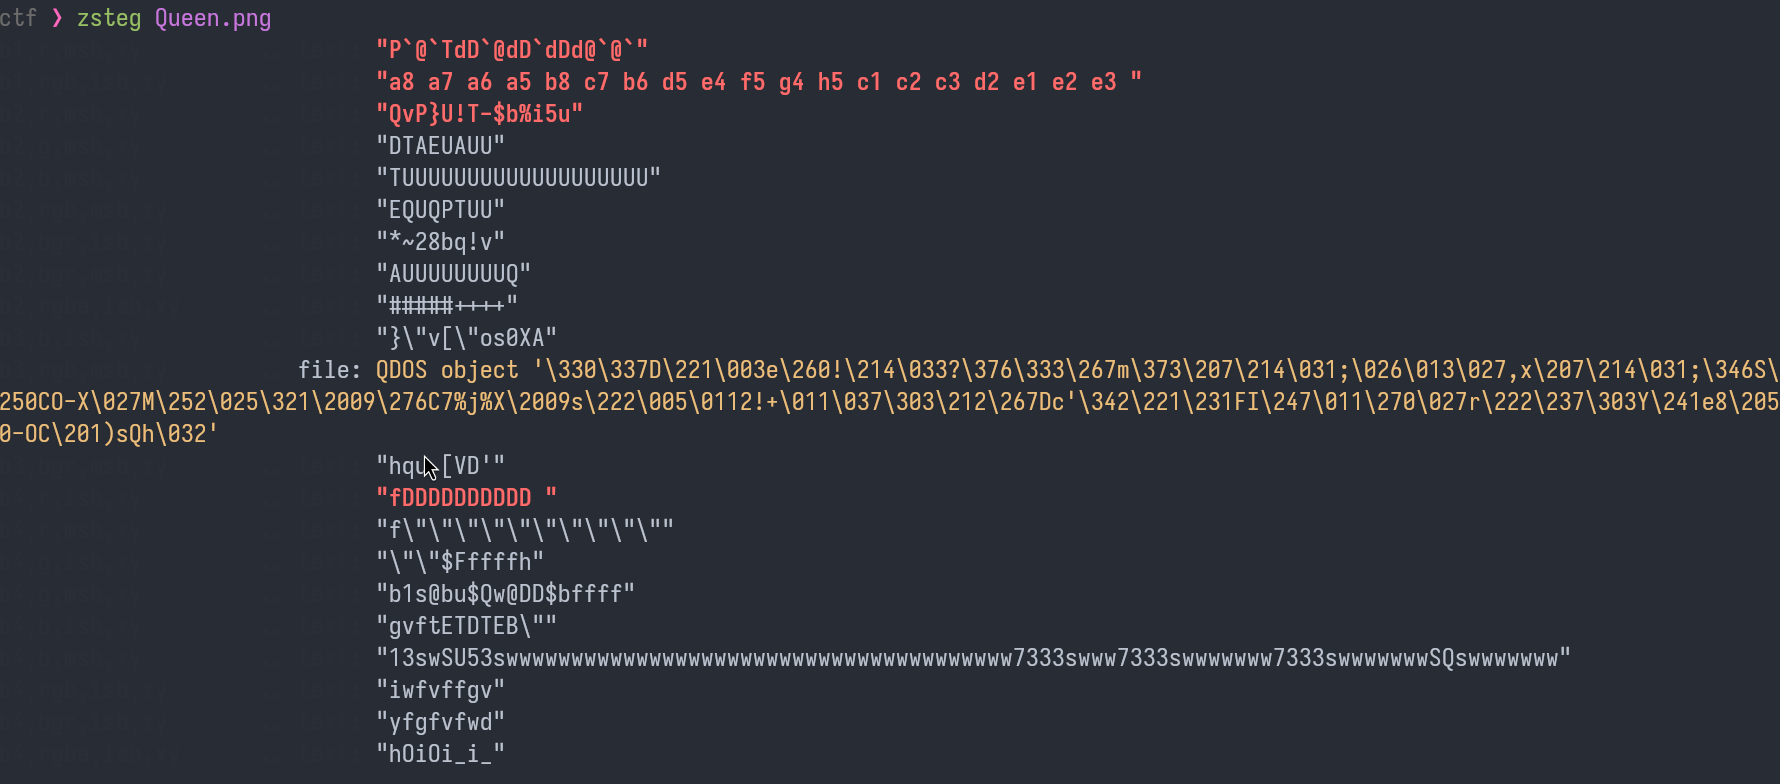 ctf ❯ zsteg Queen.png
"P`@`TdD`@dD`dDd@`@`"
"a8 a7 a6 a5 b8 c7 b6 d5 e4 f5 g4 h5 c1 c2 c3 d2 e1 e2 e3 "
"QvP}U!T-$b%i5u"
"DTAEUAUU"
"TUUUUUUUUUUUUUUUUUUU"
"EQUQPTUU"
"*~28bq!v"
"AUUUUUUUUQ"
"#####++++"
"}\"v[\"os0XA"
file: QDOS object '\330\337D\221\003e\260!\214\033?\376\333\267m\373\207\214\031;\026\013\027,x\207\214\031;\346S\
250CO-X\027M\252\025\321\2009\276C7%j%X\2009s\222\005\0112!+\011\037\303\212\267Dc'\342\221\231FI\247\011\270\027r\222\237\303Y\241e8\205
0-OC\201)sQh\032'
[VD'"
"fDDDDDDDDDDD "
"f\"\"\"\"\"\"\"\"\"\""
"\"\"$Fffffh"
"b1s@bu$Qw@DD$bffff"
"gvftETDTEB\""
"13swSU53swwwwwwwwwwwwwwwwwwwwwwwwwwwwwwwwwwwwwww7333swww7333swwwwwww7333swwwwwwwSQswwwwwww"
"iwfvffgv"
"yfgfvfwd"
"hOiOi_i_"